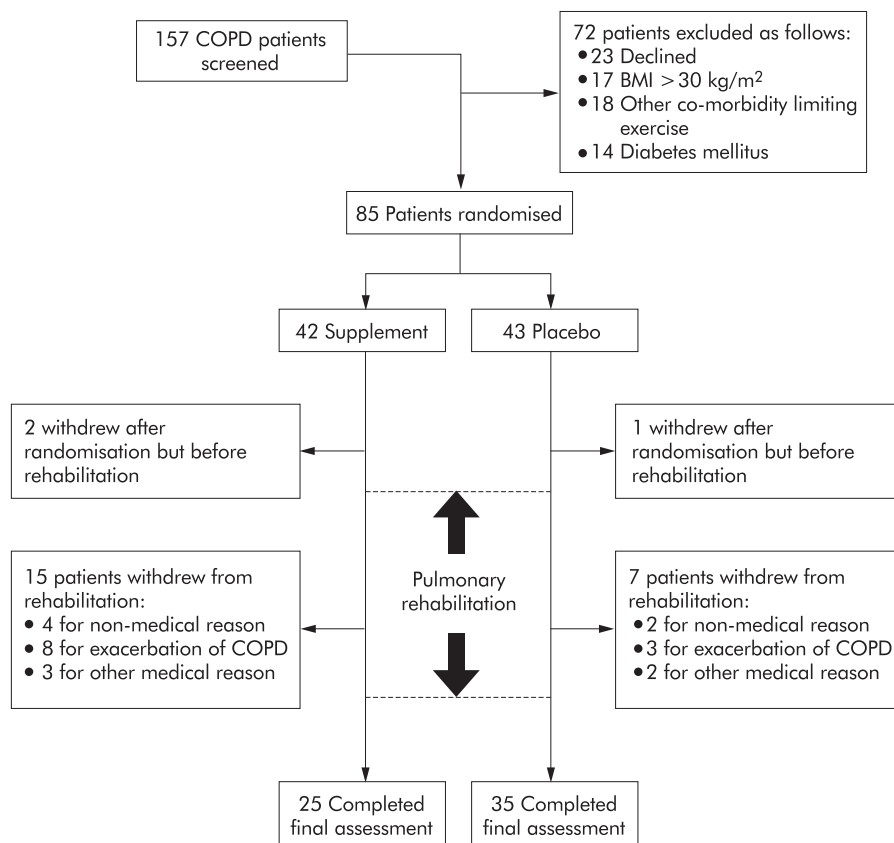 157 COPD patients
screened
72 patients excluded as follows:
• 23 Declined
• 17 BMI >30 kg/m²
• 18 Other co-morbidity limiting
exercise
• 14 Diabetes mellitus
85 Patients randomised
42 Supplement
43 Placebo
2 withdrew after
randomisation but before
rehabilitation
1 withdrew after
randomisation but before
rehabilitation
15 patients withdrew from
rehabilitation:
• 4 for non-medical reason
• 8 for exacerbation of COPD
• 3 for other medical reason
Pulmonary
rehabilitation
7 patients withdrew from
rehabilitation:
• 2 for non-medical reason
• 3 for exacerbation of COPD
• 2 for other medical reason
25 Completed
final assessment
35 Completed
final assessment